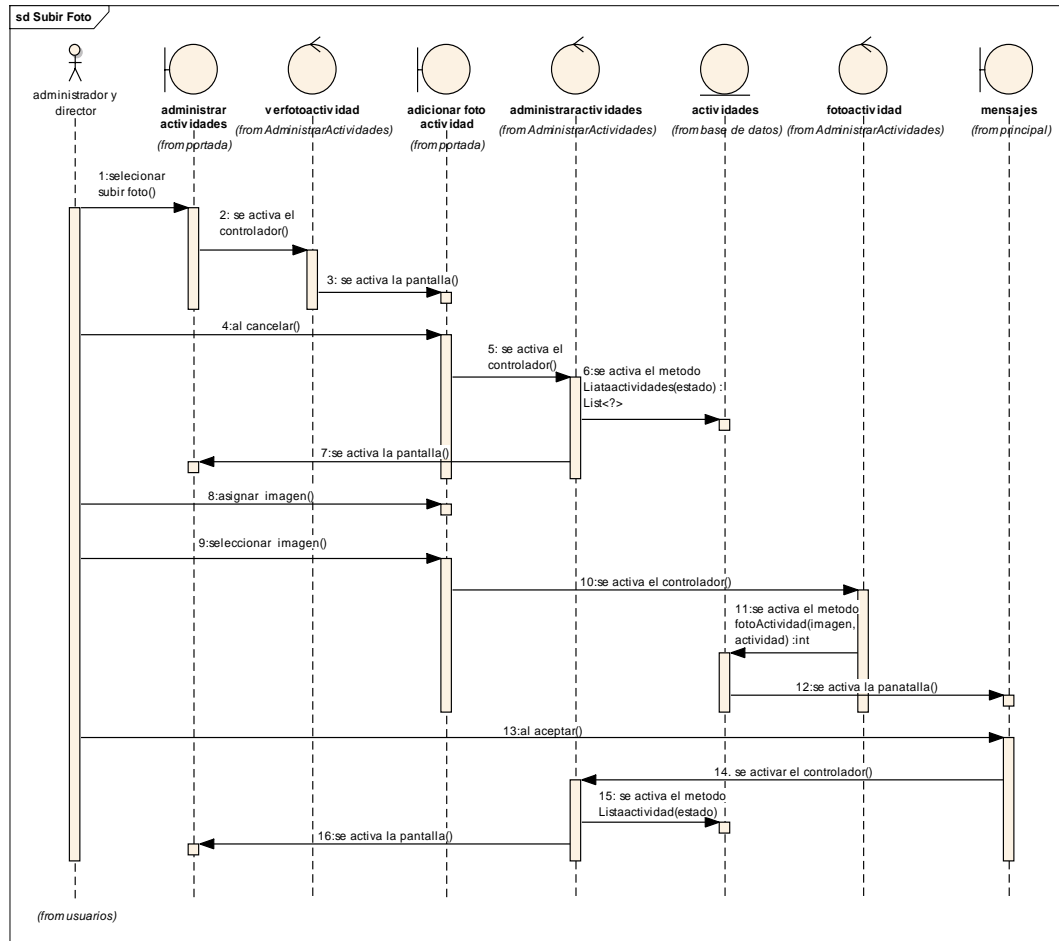 sd Subir Foto
administrador y
director
administrar
actividades
(from portada)
verfotoactividad
(from AdministrarActividades)
adicionar foto
actividad
(from portada)
administraractividades
(from AdministrarActividades)
actividades
(from base de datos)
fotoactividad
(from AdministrarActividades)
mensajes
(from principal)
1:selecionar
subir foto()
2: se activa el
controlador()
3: se activa la pantalla()
4:al cancelar()
5: se activa el
controlador()
6:se activa el metodo
Liataactividades(estado) :
List<?>
7:se activa la pantalla()
8:asignar imagen()
9:seleccionar imagen()
10:se activa el controlador()
11:se activa el metodo
fotoActividad(imagen,
actividad) :int
12:se activa la panatalla()
13:al aceptar()
14. se activar el controlador()
15: se activa el metodo
Listaactividad(estado)
16:se activa la pantalla()
(from usuarios)